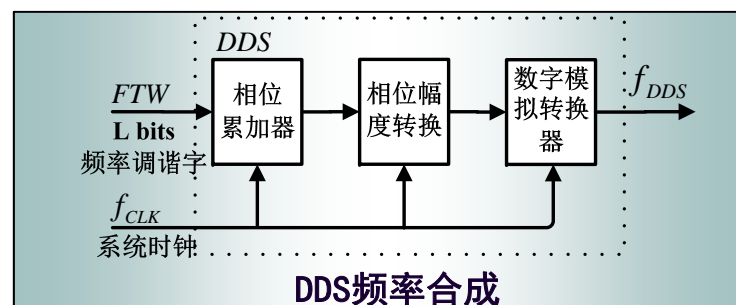 DDS
FTW
L bits
频率调谐字
相位
累加器
相位幅
度转换
数字模
拟转换
器
f_DDS
f_CLK
系统时钟
DDS频率合成